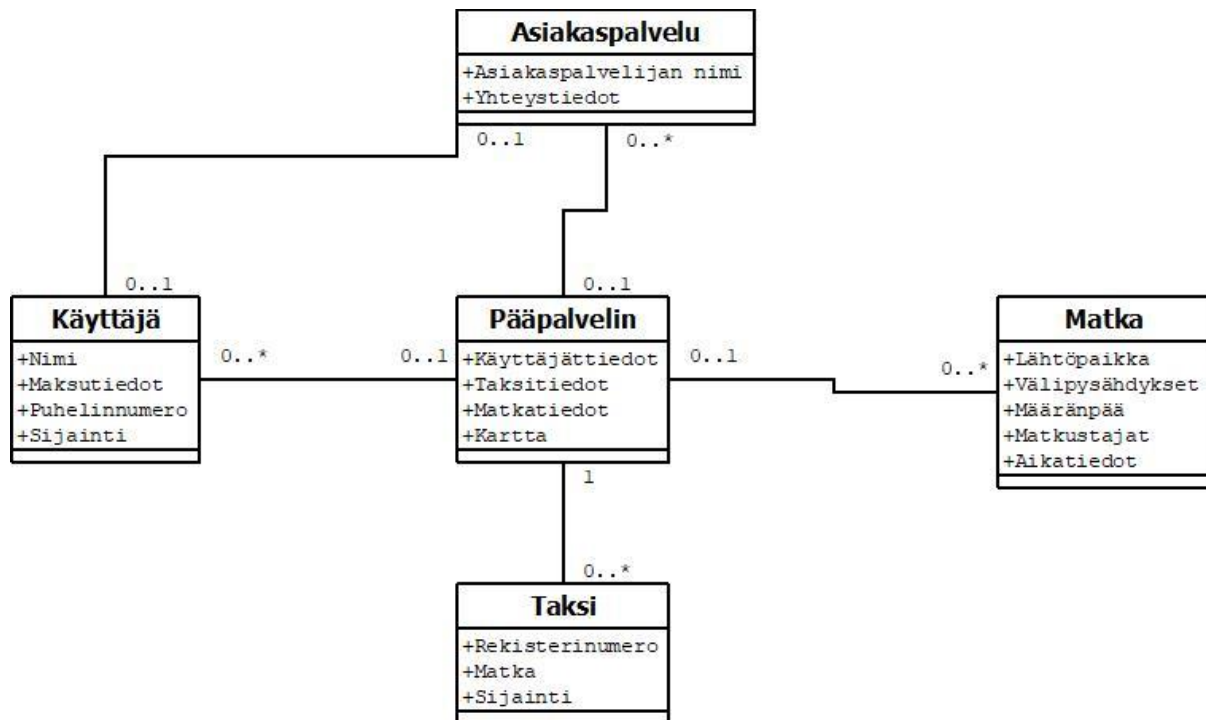 Asiakaspalvelu
+Asiakaspalvelijan nimi
+Yhteystiedot
0..1
0..*
0..1
0..1
Käyttäjä
+Nimi
+Maksutiedot
+Puhelinnumero
+Sijainti
0..*
0..1
Pääpalvelin
+Käyttäjättiedot
+Taksitiedot
+Matkatiedot
+Kartta
0..1
0..*
Matka
+Lähtöpaikka
+Välipysähdykset
+Määränpää
+Matkustajat
+Aikatiedot
1
0..*
Taksi
+Rekisterinumero
+Matka
+Sijainti